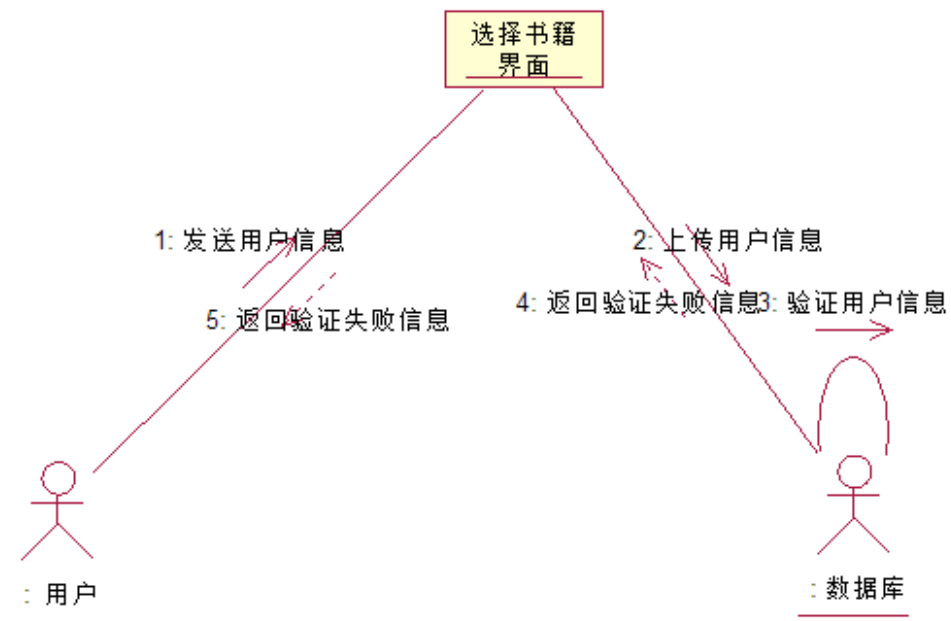 选择书籍
界面
1: 发送用户信息
2: 上传用户信息
5: 返回验证失败信息
4: 返回验证失败信息
3: 验证用户信息
: 用户
: 数据库